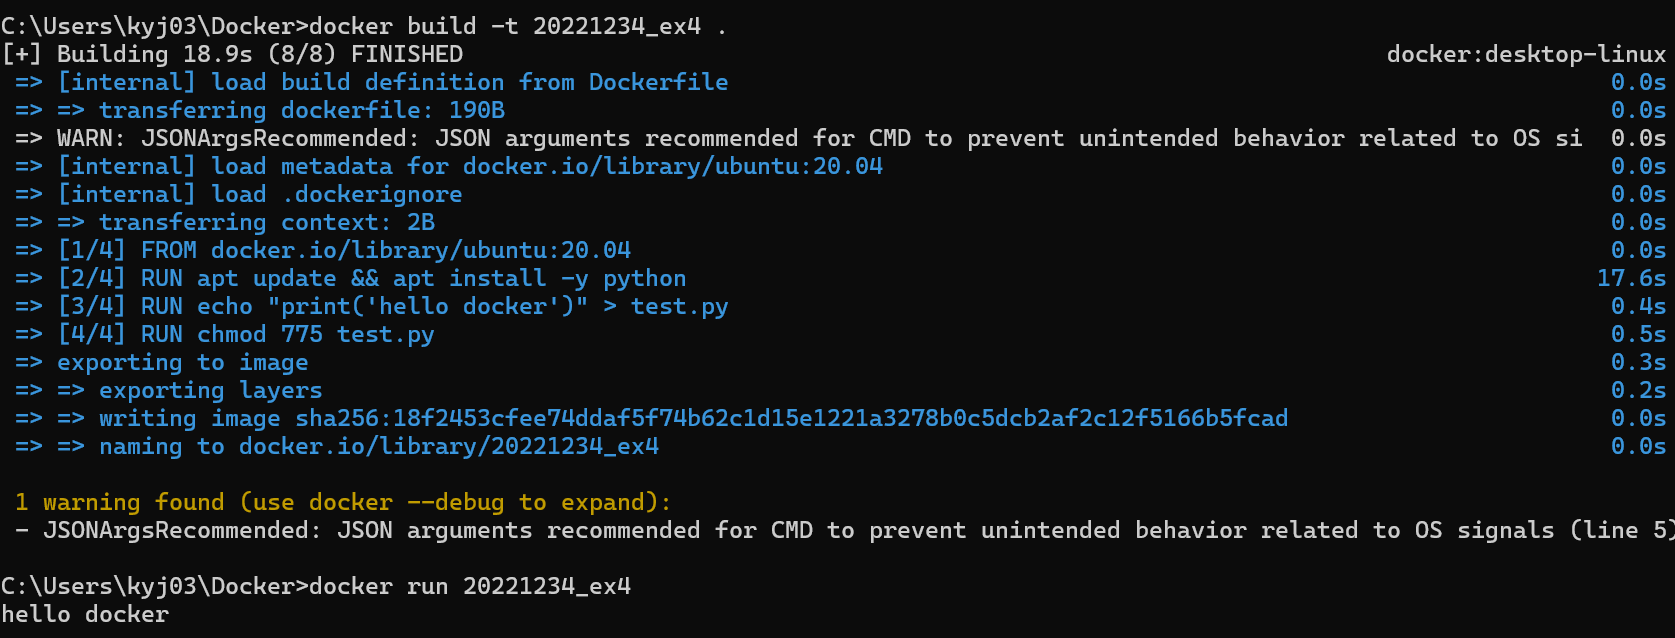 C:\Users\kyj03\Docker>docker build -t 20221234_ex4 .
[+] Building 18.9s (8/8) FINISHED docker:desktop-linux
=> [internal] load build definition from Dockerfile 0.0s
=> => transferring dockerfile: 190B 0.0s
=> WARN: JSONArgsRecommended: JSON arguments recommended for CMD to prevent unintended behavior related to OS si 0.0s
=> [internal] load metadata for docker.io/library/ubuntu:20.04 0.0s
=> [internal] load .dockerignore 0.0s
=> => transferring context: 2B 0.0s
=> [1/4] FROM docker.io/library/ubuntu:20.04 0.0s
=> [2/4] RUN apt update && apt install -y python 17.6s
=> [3/4] RUN echo "print('hello docker')" > test.py 0.4s
=> [4/4] RUN chmod 775 test.py 0.5s
=> exporting to image 0.3s
=> => exporting layers 0.2s
=> => writing image sha256:18f2453cfee74ddaf5f74b62c1d15e1221a3278b0c5dcb2af2c12f5166b5fcad 0.0s
=> => naming to docker.io/library/20221234_ex4 0.0s
1 warning found (use docker --debug to expand):
- JSONArgsRecommended: JSON arguments recommended for CMD to prevent unintended behavior related to OS signals (line 5)
C:\Users\kyj03\Docker>docker run 20221234_ex4
hello docker